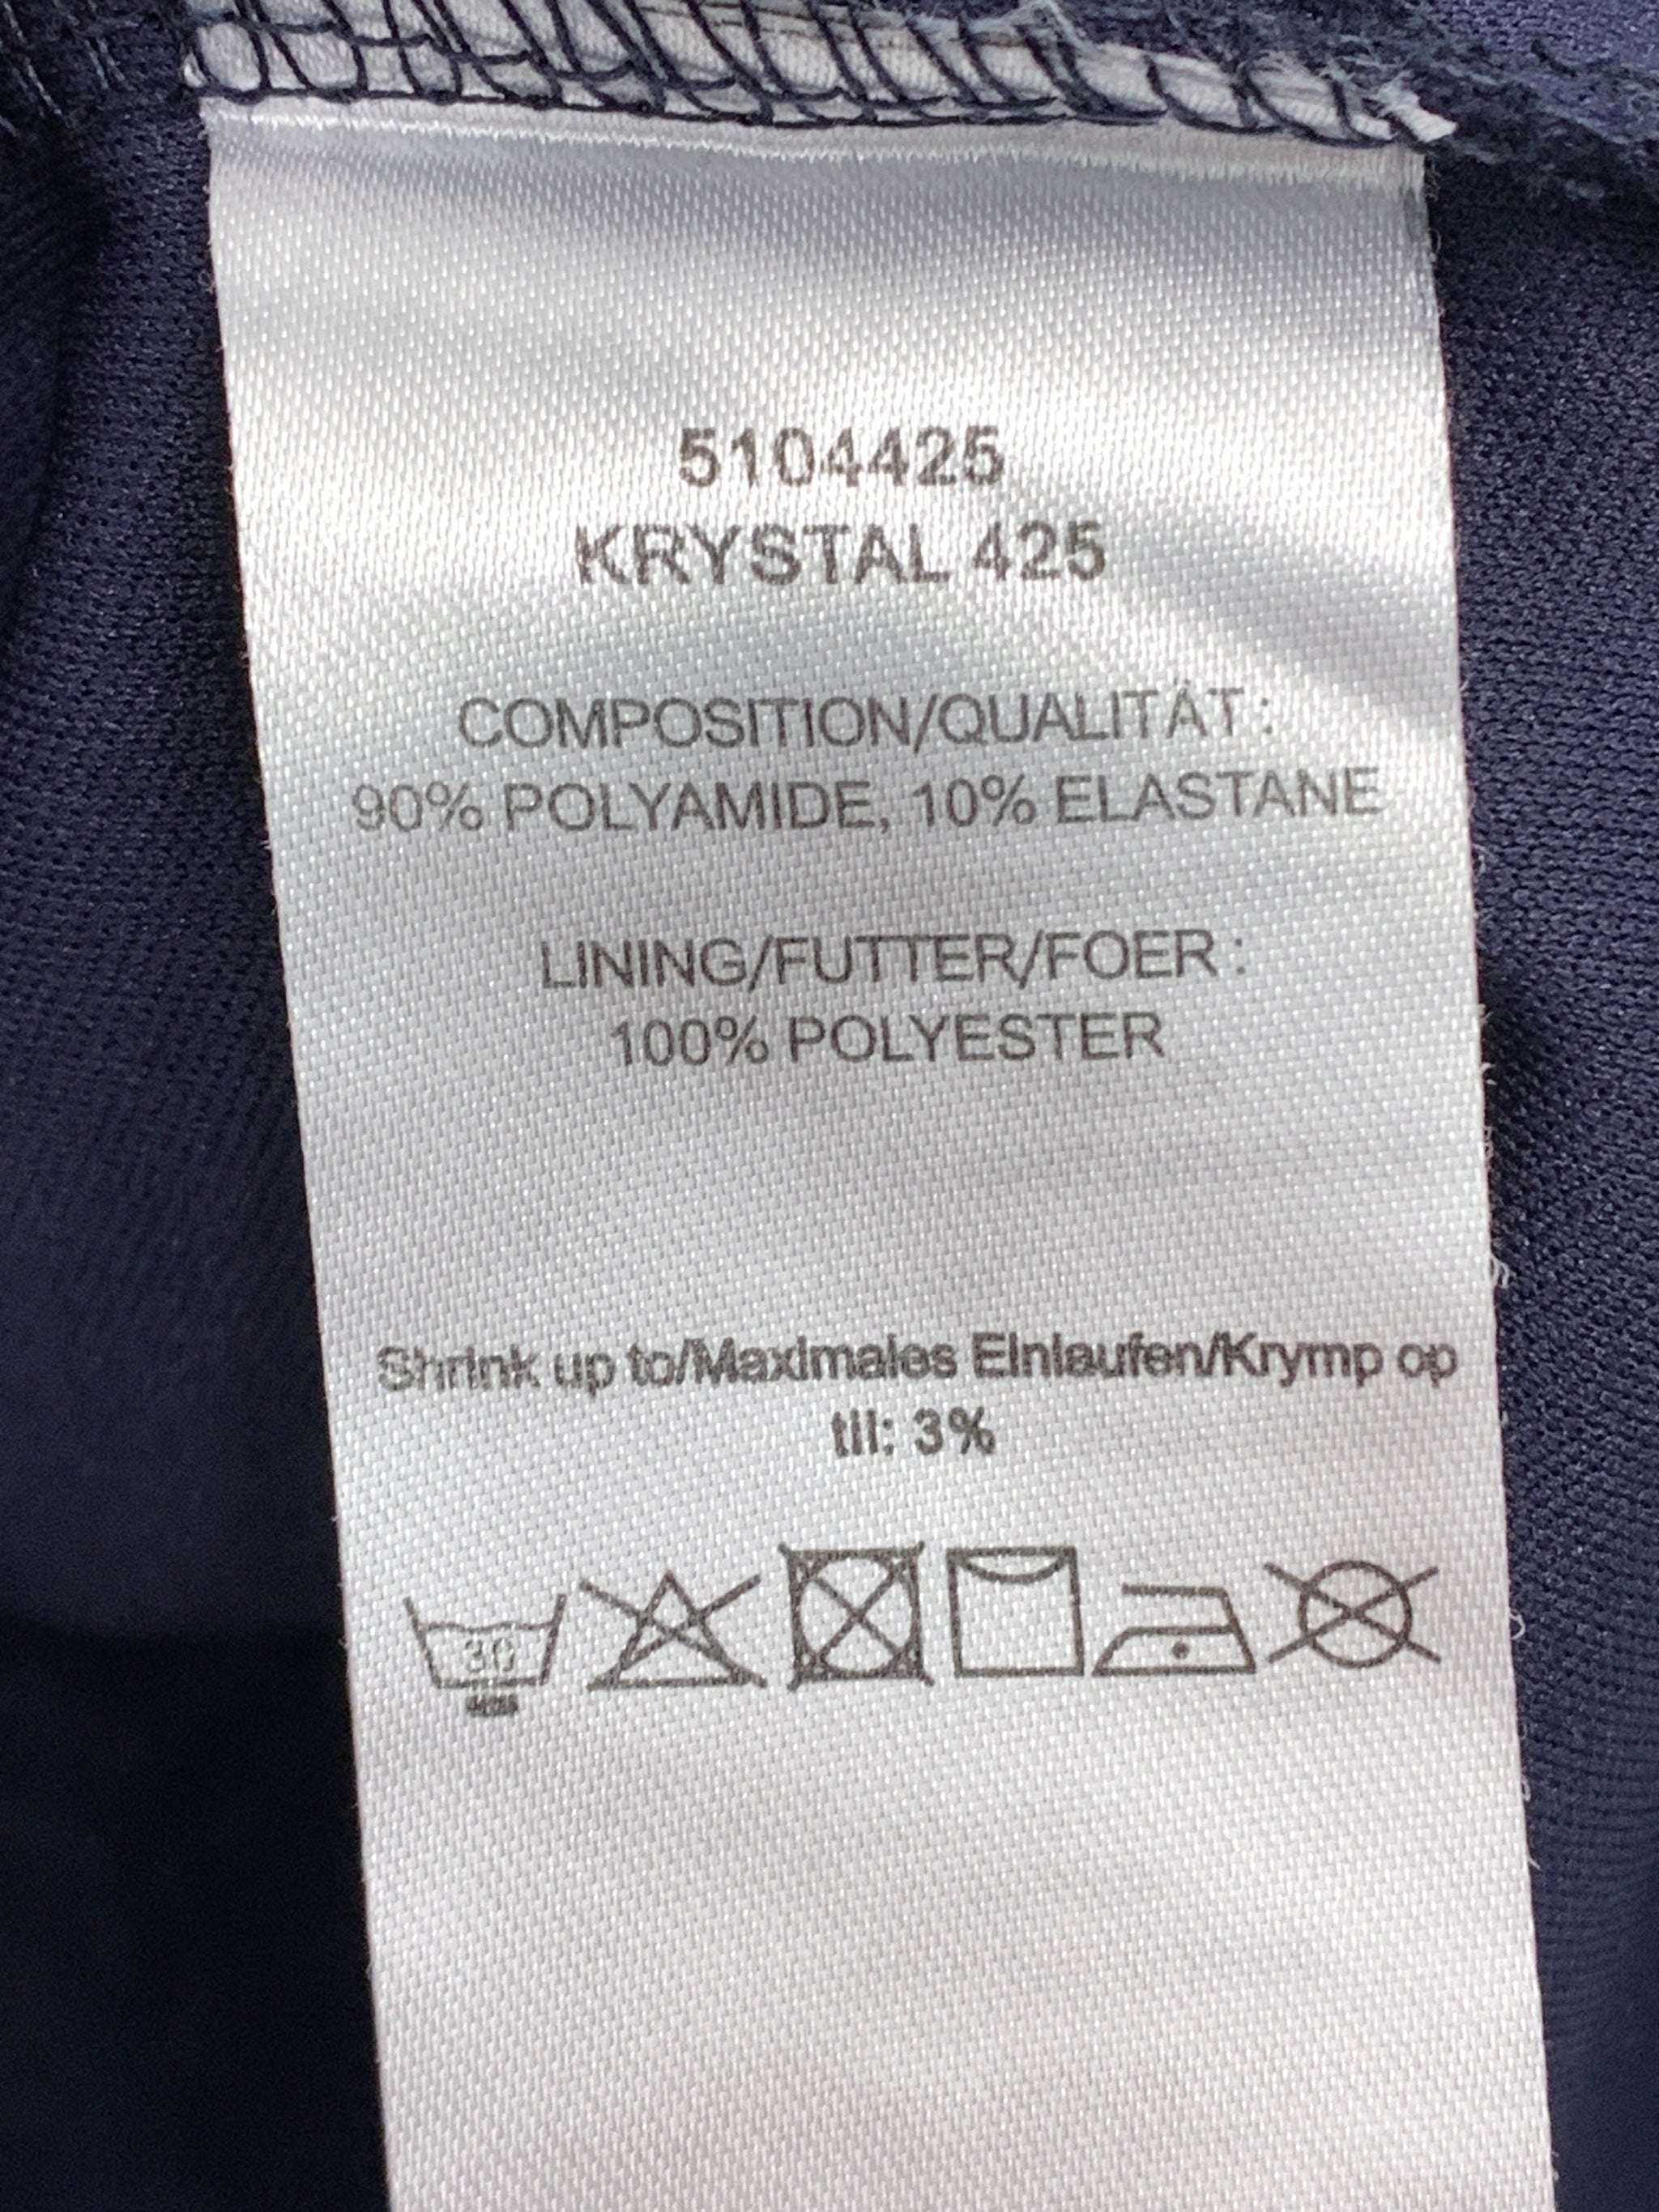 5104425
KRYSTAL 425
COMPOSITION/QUALITÄT :
90% POLYAMIDE, 10% ELASTANE
LINING/FUTTER/FOER :
100% POLYESTER
Shrink up to/Maximales Einlaufen/Krymp op
til: 3%
30